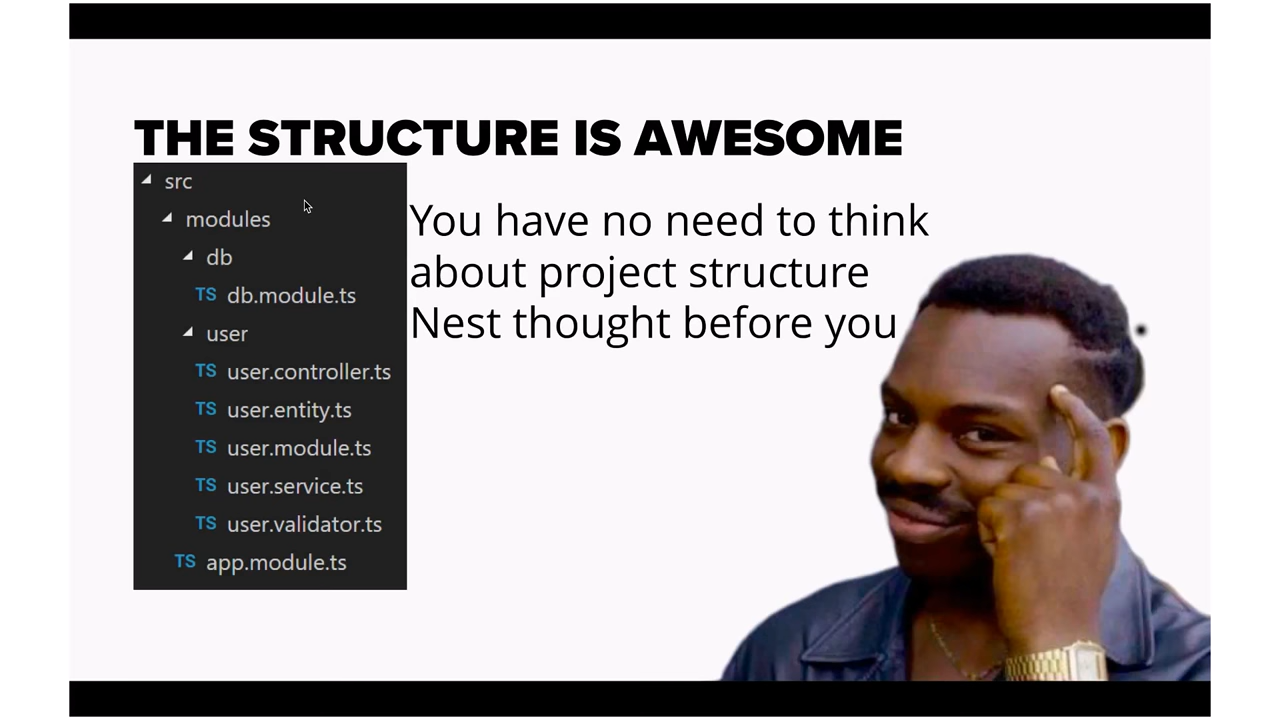 THE STRUCTURE IS AWESOME
src
modules
db
TS db.module.ts
user
TS user.controller.ts
TS user.entity.ts
TS user.module.ts
TS user.service.ts
TS user.validator.ts
TS app.module.ts
You have no need to think
about project structure
Nest thought before you